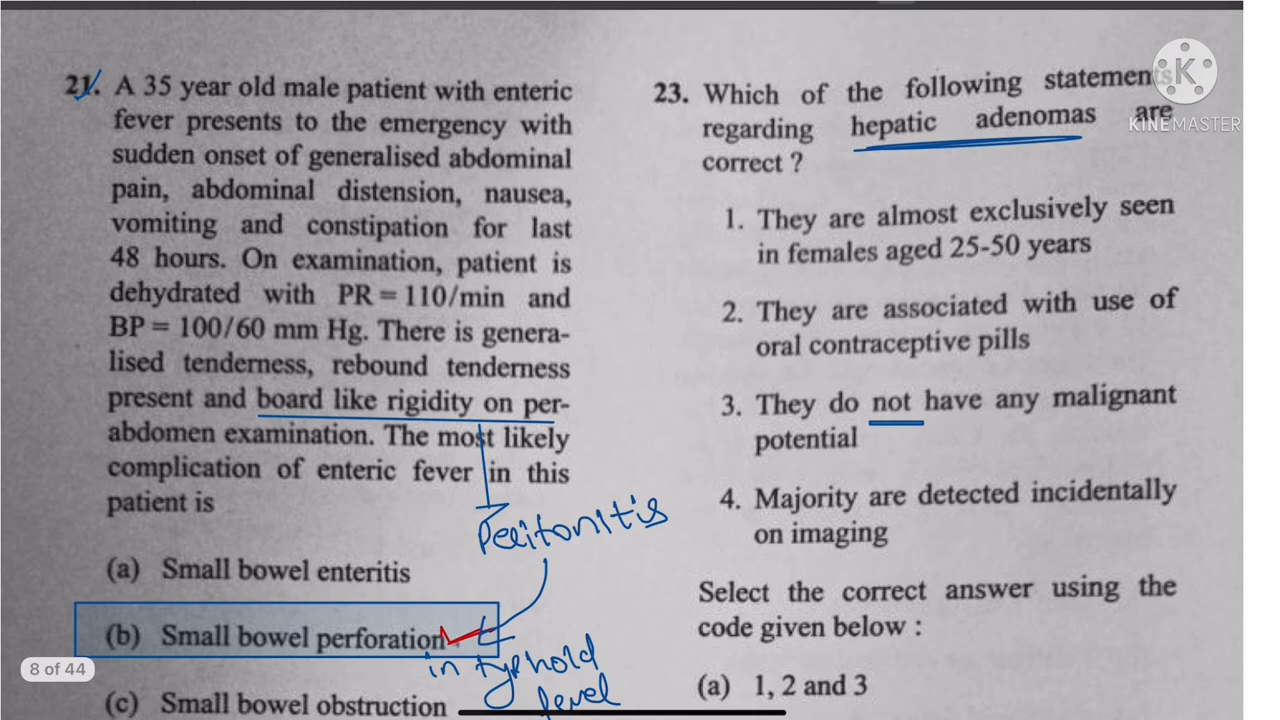 21. A 35 year old male patient with enteric
fever presents to the emergency with
sudden onset of generalised abdominal
pain, abdominal distension, nausea,
vomiting and constipation for last
48 hours. On examination, patient is
dehydrated with PR = 110/min and
BP = 100/60 mm Hg. There is genera-
lised tenderness, rebound tenderness
present and board like rigidity on per-
abdomen examination. The most likely
complication of enteric fever in this
patient is
Peritonitis
(a) Small bowel enteritis
(b) Small bowel perforation
in typhoid
fever
(c) Small bowel obstruction
8 of 44
23. Which of the following statements
regarding hepatic adenomas are
correct ?
1. They are almost exclusively seen
in females aged 25-50 years
2. They are associated with use of
oral contraceptive pills
3. They do not have any malignant
potential
4. Majority are detected incidentally
on imaging
Select the correct answer using the
code given below :
(a) 1, 2 and 3
K
KINEMASTER